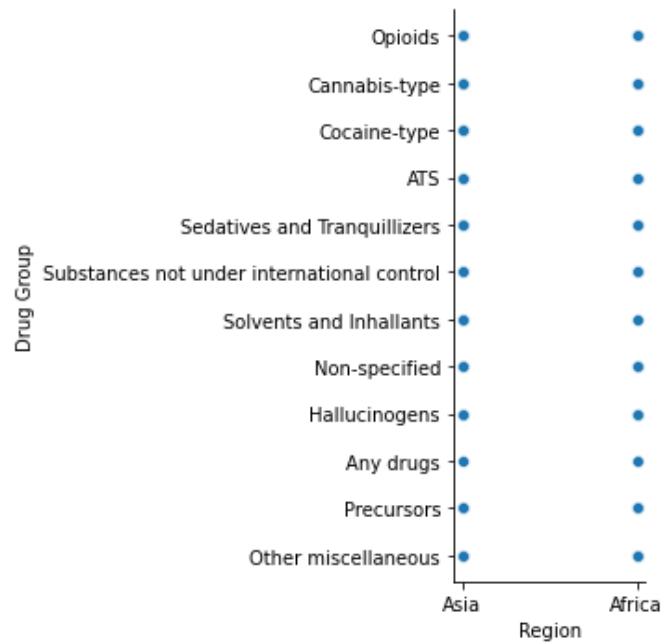 Opioids
Cannabis-type
Cocaine-type
ATS
Sedatives and Tranquillizers
Substances not under international control
Solvents and Inhallants
Non-specified
Hallucinogens
Any drugs
Precursors
Other miscellaneous
Drug Group
Asia Africa
Region